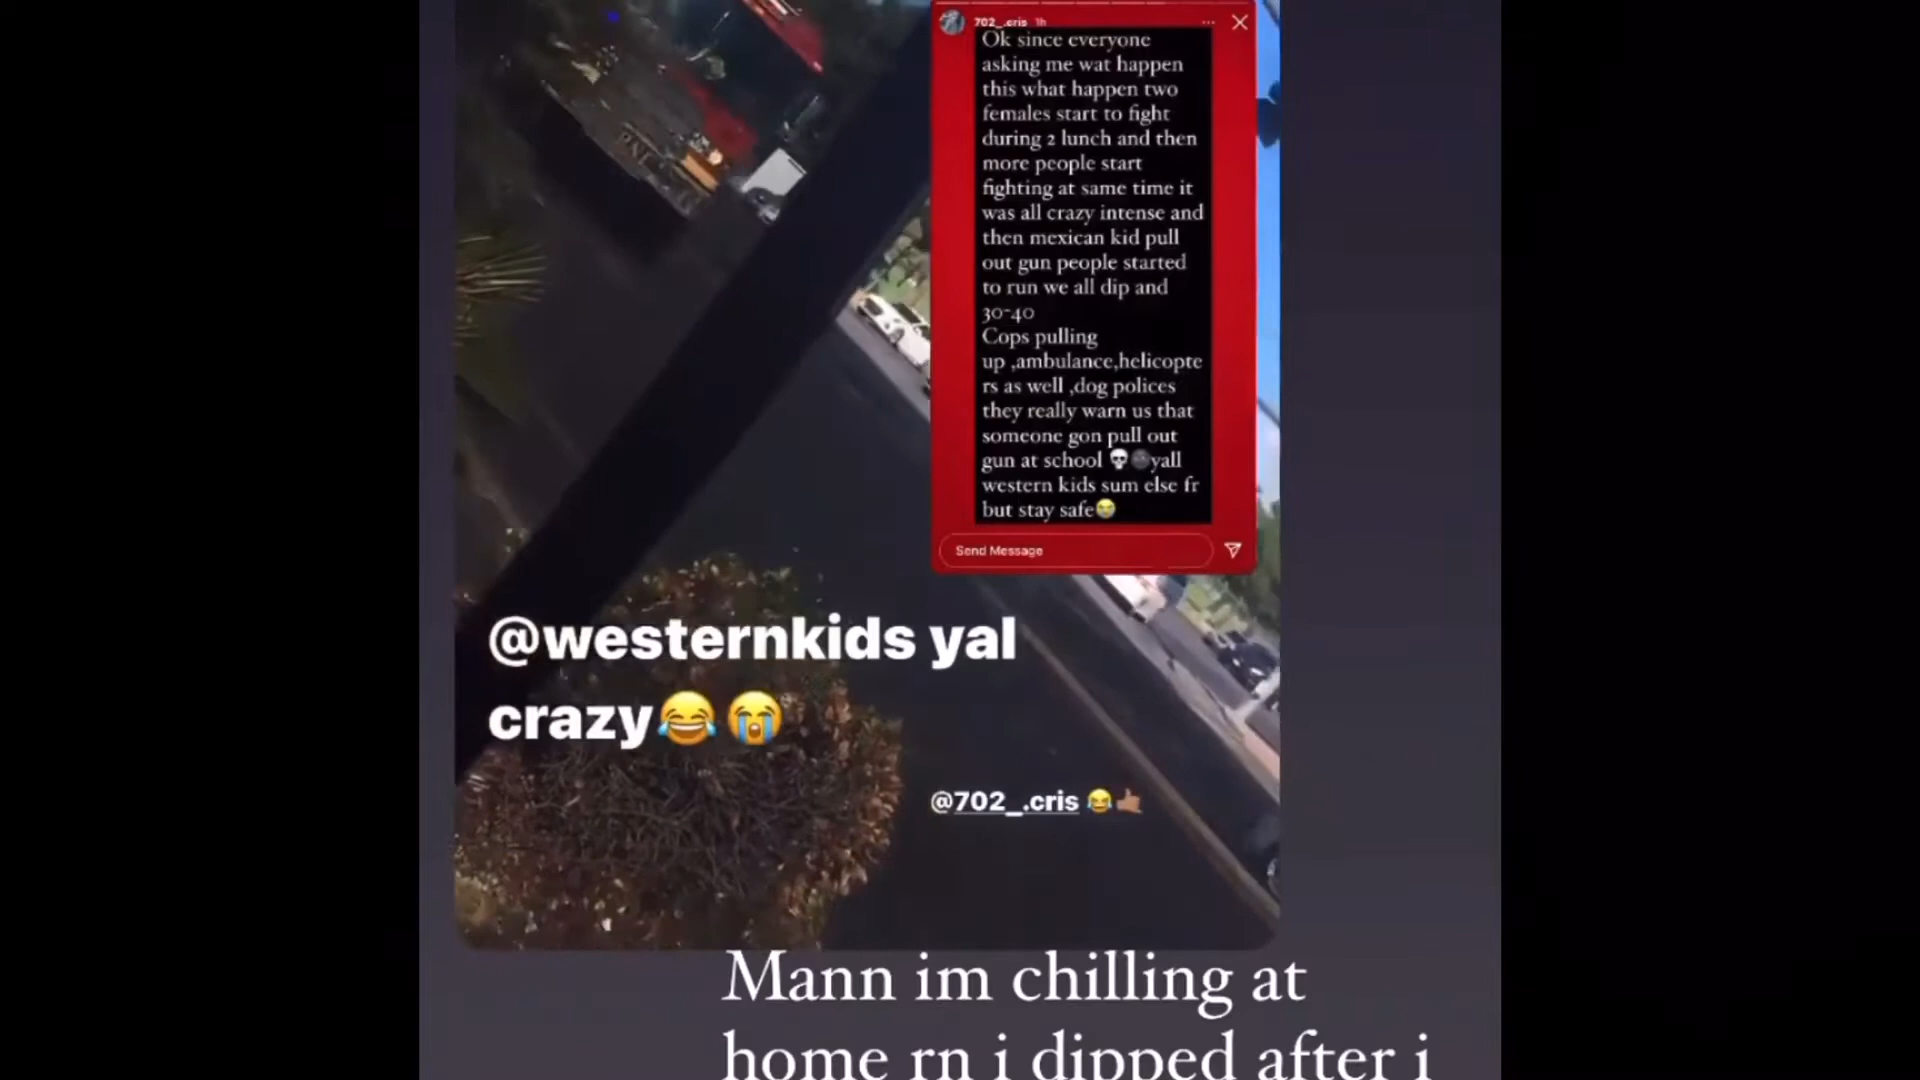 702_.cris 1h
Ok since everyone
asking me wat happen
this what happen two
females start to fight
during 2 lunch and then
more people start
fighting at same time it
was all crazy intense and
then mexican kid pull
out gun people started
to run we all dip and
30-40
Cops pulling
up ,ambulance,helicopte
rs as well ,dog polices
they really warn us that
someone gon pull out
gun at school 💀🌚yall
western kids sum else fr
but stay safe😭
Send Message
@westernkids yal
crazy😂😭
@702_.cris 😂🤙🏽
Mann im chilling at
home rn i dipped after i